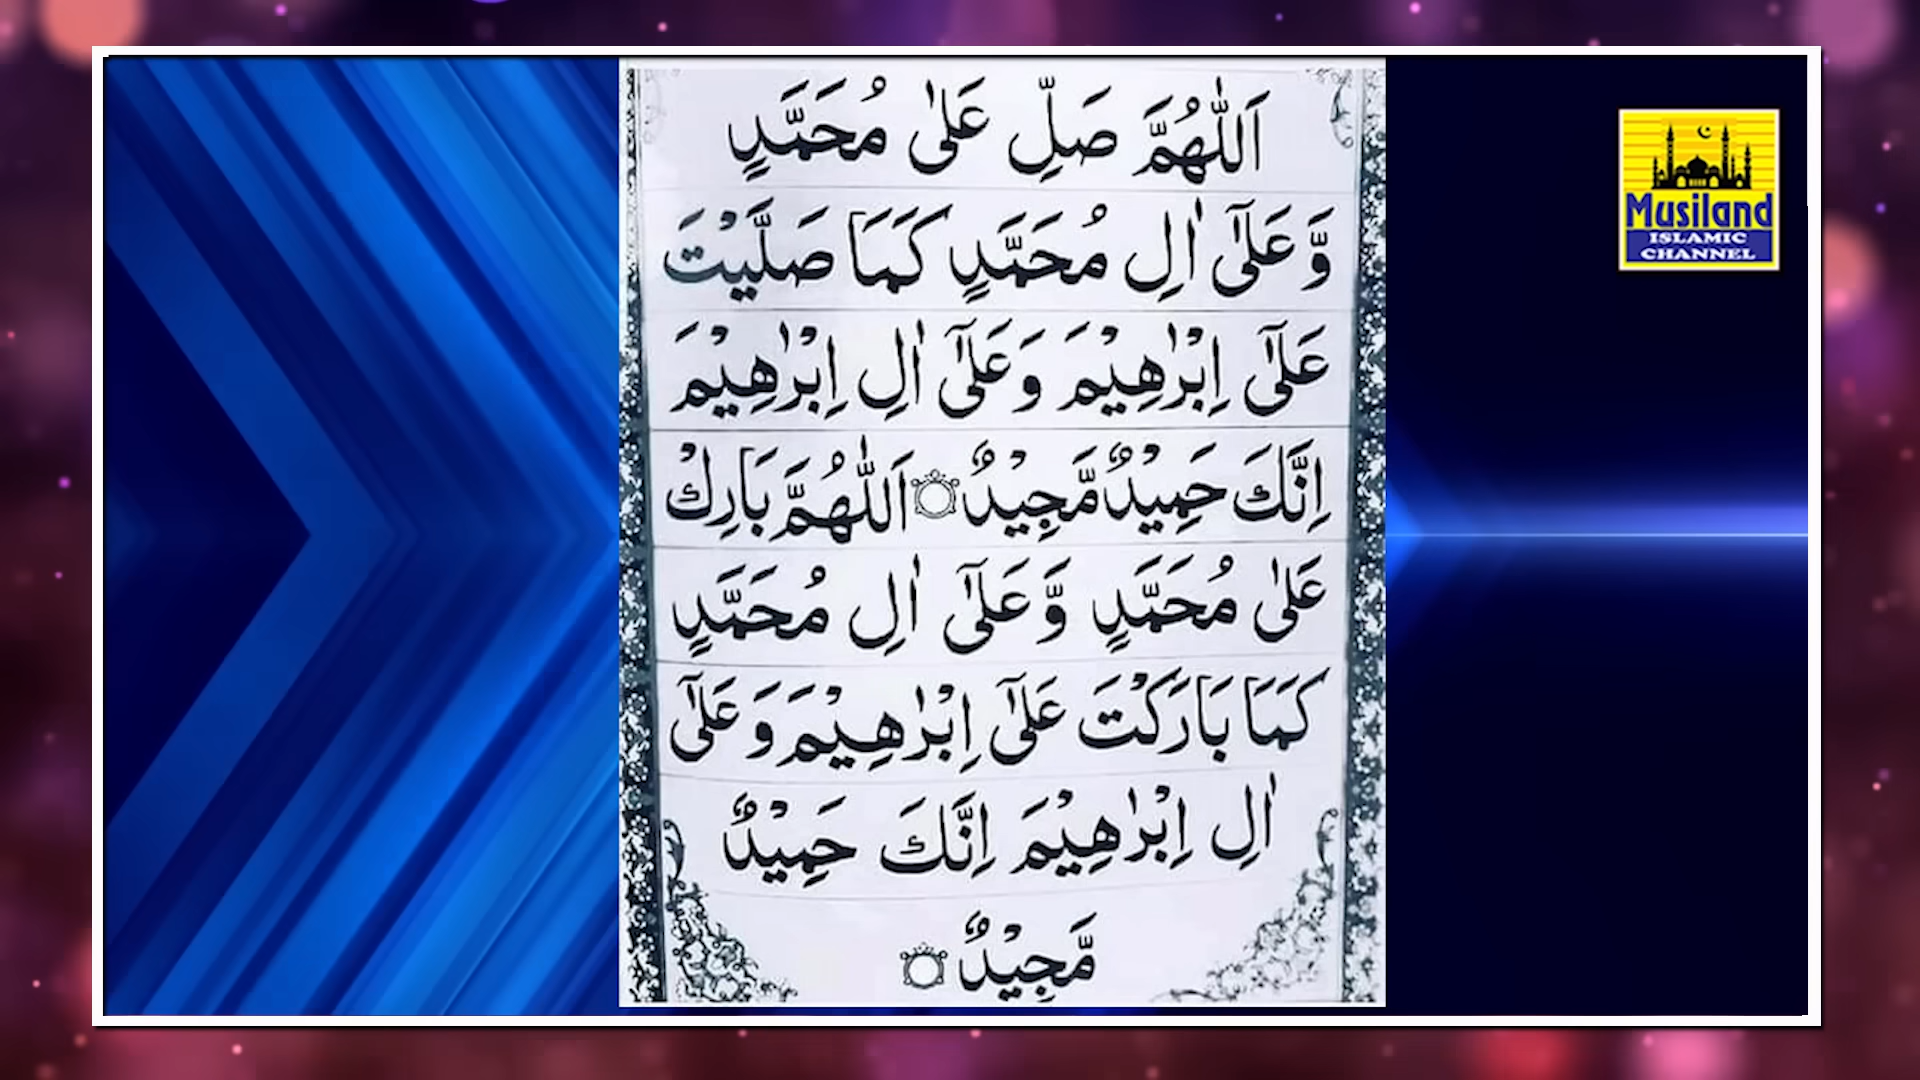 اَللّٰهُمَّ صَلِّ عَلٰى مُحَمَّدٍ
وَّعَلٰٓى اٰلِ مُحَمَّدٍ كَمَا صَلَّيْتَ
عَلٰٓى اِبْرٰهِيْمَ وَعَلٰٓى اٰلِ اِبْرٰهِيْمَ
اِنَّكَ حَمِيْدٌ مَّجِيْدٌ۝ اَللّٰهُمَّ بَارِكْ
عَلٰى مُحَمَّدٍ وَّعَلٰٓى اٰلِ مُحَمَّدٍ
كَمَا بَارَكْتَ عَلٰٓى اِبْرٰهِيْمَ وَعَلٰٓى
اٰلِ اِبْرٰهِيْمَ اِنَّكَ حَمِيْدٌ
مَّجِيْدٌ۝
Musiland
ISLAMIC
CHANNEL